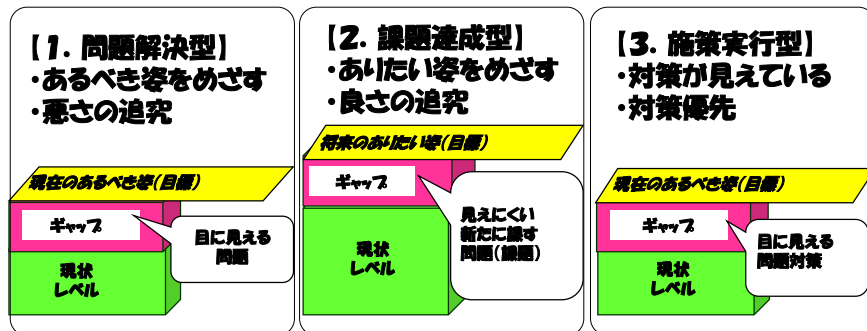 【1. 問題解決型】
・あるべき姿をめざす
・悪さの追究
現在のあるべき姿(目標)
ギャップ
目に見える
問題
現状
レベル
【2. 課題達成型】
・ありたい姿をめざす
・良さの追究
将来のありたい姿(目標)
ギャップ
見えにくい
新たに課す
問題(課題)
現状
レベル
【3. 施策実行型】
・対策が見えている
・対策優先
現在のあるべき姿(目標)
ギャップ
目に見える
問題対策
現状
レベル